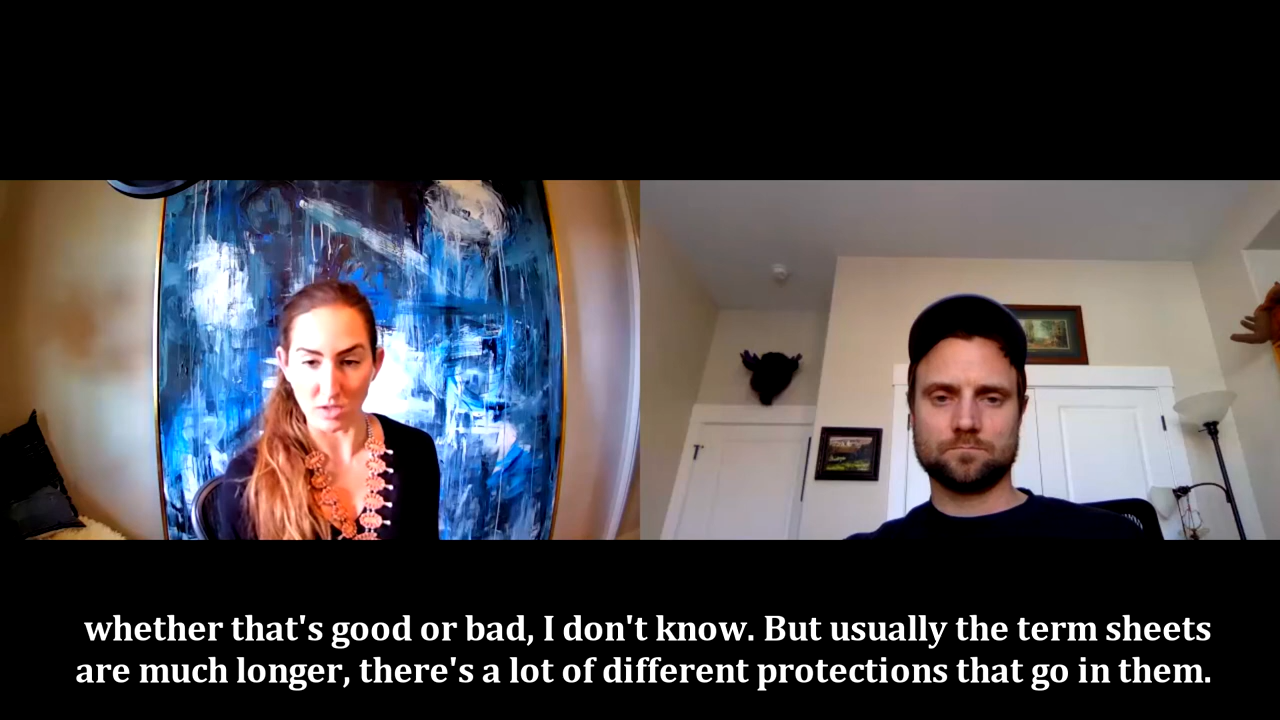 whether that's good or bad, I don't know. But usually the term sheets
are much longer, there's a lot of different protections that go in them.